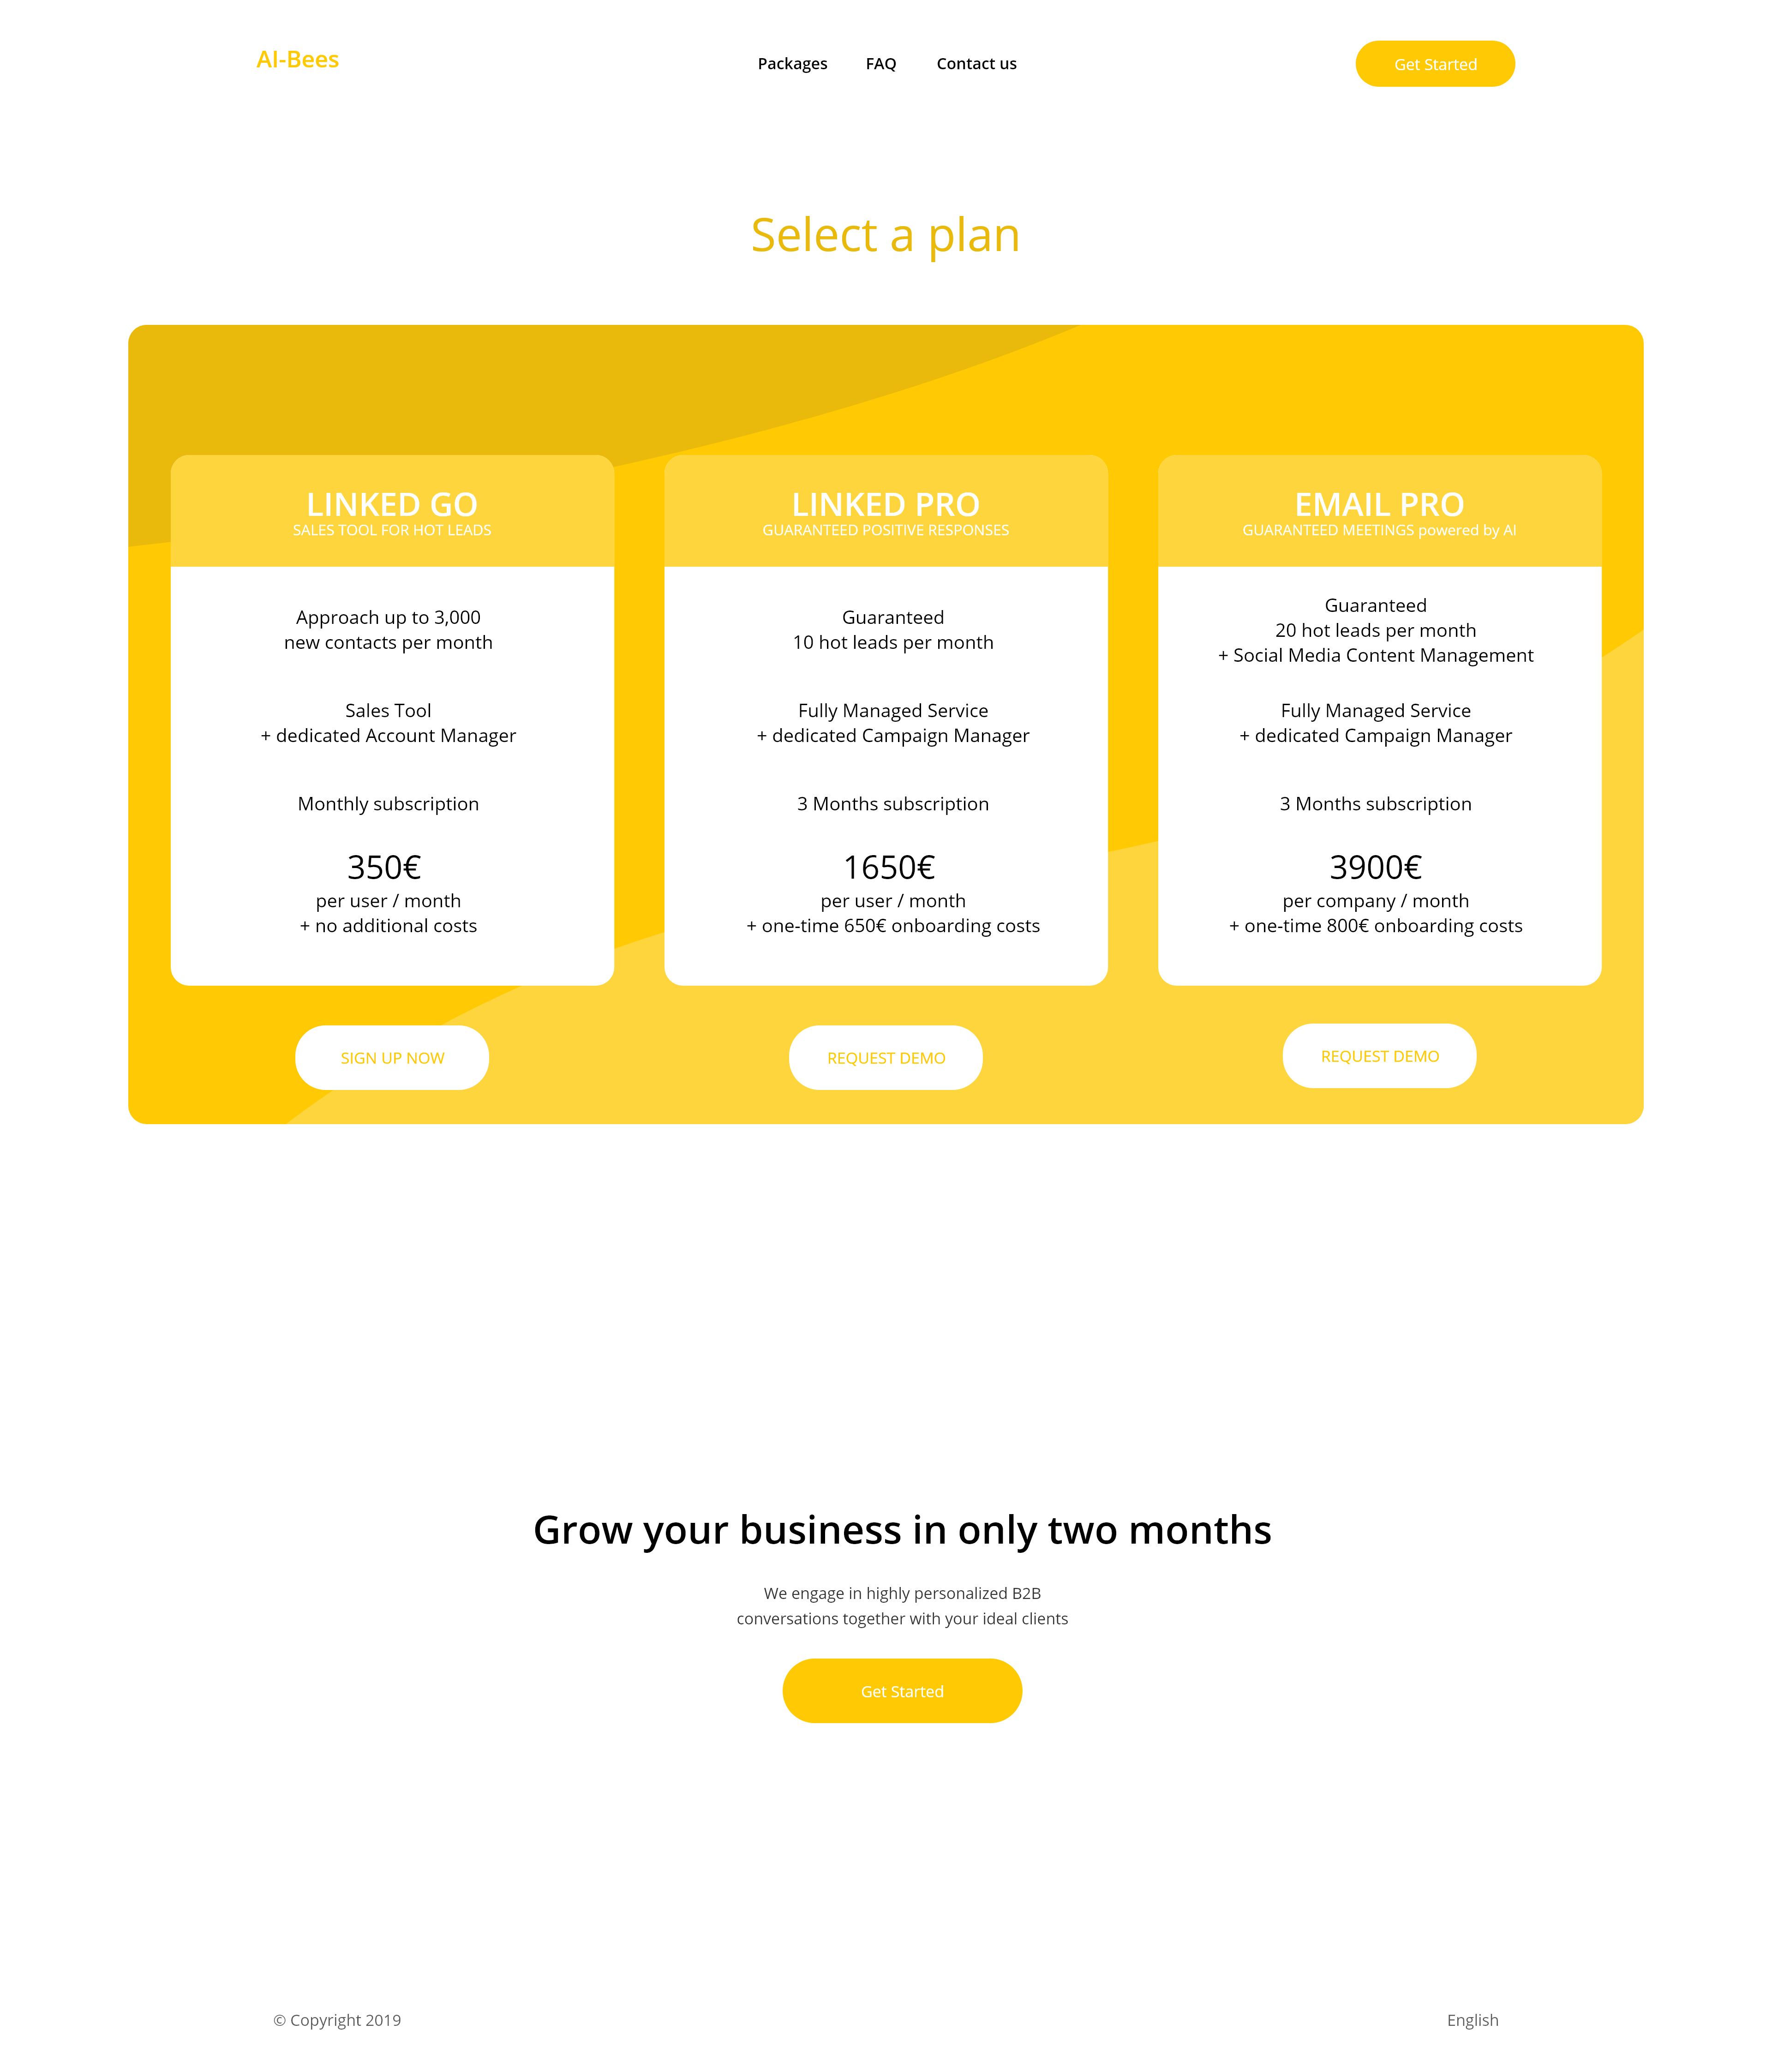 AI-Bees
Packages
FAQ
Contact us
Get Started
Select a plan
LINKED GO
SALES TOOL FOR HOT LEADS
Approach up to 3,000
new contacts per month
Sales Tool
+ dedicated Account Manager
Monthly subscription
350€
per user / month
+ no additional costs
SIGN UP NOW
LINKED PRO
GUARANTEED POSITIVE RESPONSES
Guaranteed
10 hot leads per month
Fully Managed Service
+ dedicated Campaign Manager
3 Months subscription
1650€
per user / month
+ one-time 650€ onboarding costs
REQUEST DEMO
EMAIL PRO
GUARANTEED MEETINGS powered by AI
Guaranteed
20 hot leads per month
+ Social Media Content Management
Fully Managed Service
+ dedicated Campaign Manager
3 Months subscription
3900€
per company / month
+ one-time 800€ onboarding costs
REQUEST DEMO
Grow your business in only two months
We engage in highly personalized B2B
conversations together with your ideal clients
Get Started
© Copyright 2019
English